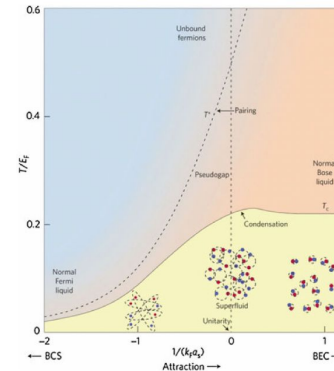 0.6
Unbound
fermions
T*
Pairing
0.4
T/E_F
Pseudogap
Normal
Bose
liquid
T_c
0.2
Condensation
Normal
Fermi
liquid
Superfluid
Unitarity
0
−2
−1
0
1
← BCS
1/(k_F a_s)
BEC
Attraction →